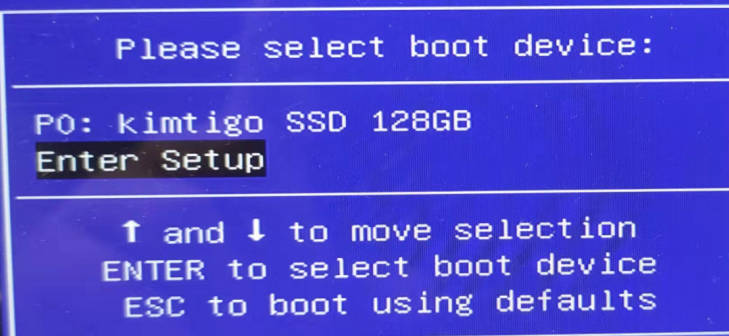 Please select boot device:
P0: kimtigo SSD 128GB
Enter Setup
↑ and ↓ to move selection
ENTER to select boot device
ESC to boot using defaults